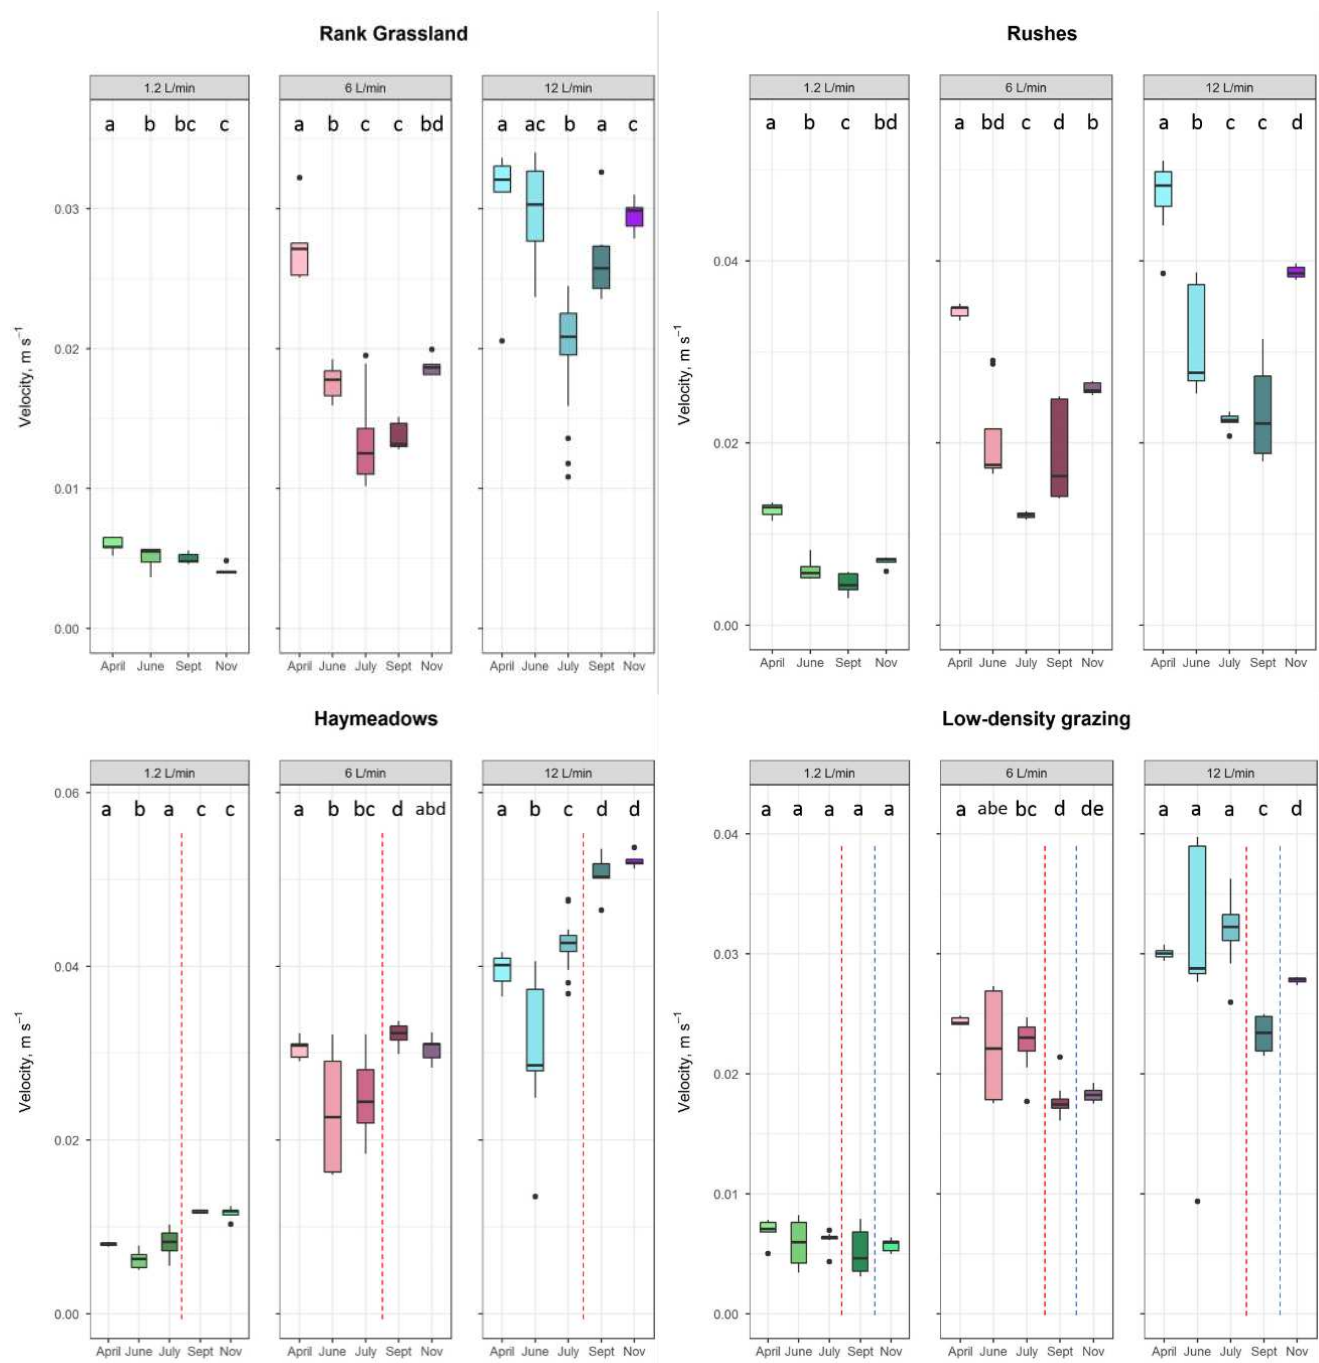 Rank Grassland
1.2 L/min 6 L/min 12 L/min
a b bc c a b c c bd a ac b a c
0.03
0.02
0.01
0.00
Velocity, m s⁻¹
April June Sept Nov April June July Sept Nov April June July Sept Nov
Rushes
1.2 L/min 6 L/min 12 L/min
a b c bd a bd c d b a b c c d
0.04
0.02
0.00
Velocity, m s⁻¹
April June Sept Nov April June July Sept Nov April June July Sept Nov
Haymeadows
1.2 L/min 6 L/min 12 L/min
0.06
a b a c c a b bc d abd a b c d d
0.04
0.02
0.00
Velocity, m s⁻¹
April June July Sept Nov April June July Sept Nov April June July Sept Nov
Low-density grazing
1.2 L/min 6 L/min 12 L/min
a a a a a a abe bc d de a a a c d
0.04
0.03
0.02
0.01
0.00
Velocity, m s⁻¹
April June July Sept Nov April June July Sept Nov April June July Sept Nov